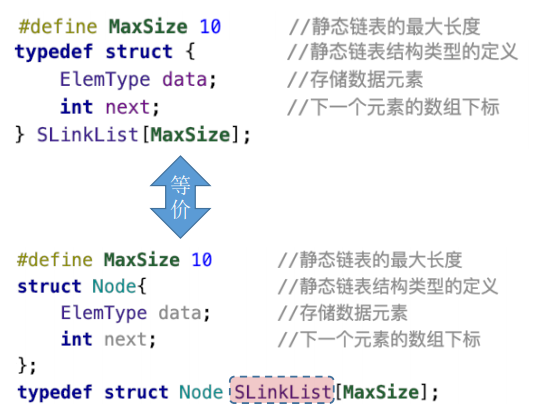 #define MaxSize 10 //静态链表的最大长度
typedef struct { //静态链表结构类型的定义
ElemType data; //存储数据元素
int next; //下一个元素的数组下标
} SLinkList[MaxSize];
等
价
#define MaxSize 10 //静态链表的最大长度
struct Node{ //静态链表结构类型的定义
ElemType data; //存储数据元素
int next; //下一个元素的数组下标
};
typedef struct Node SLinkList[MaxSize];